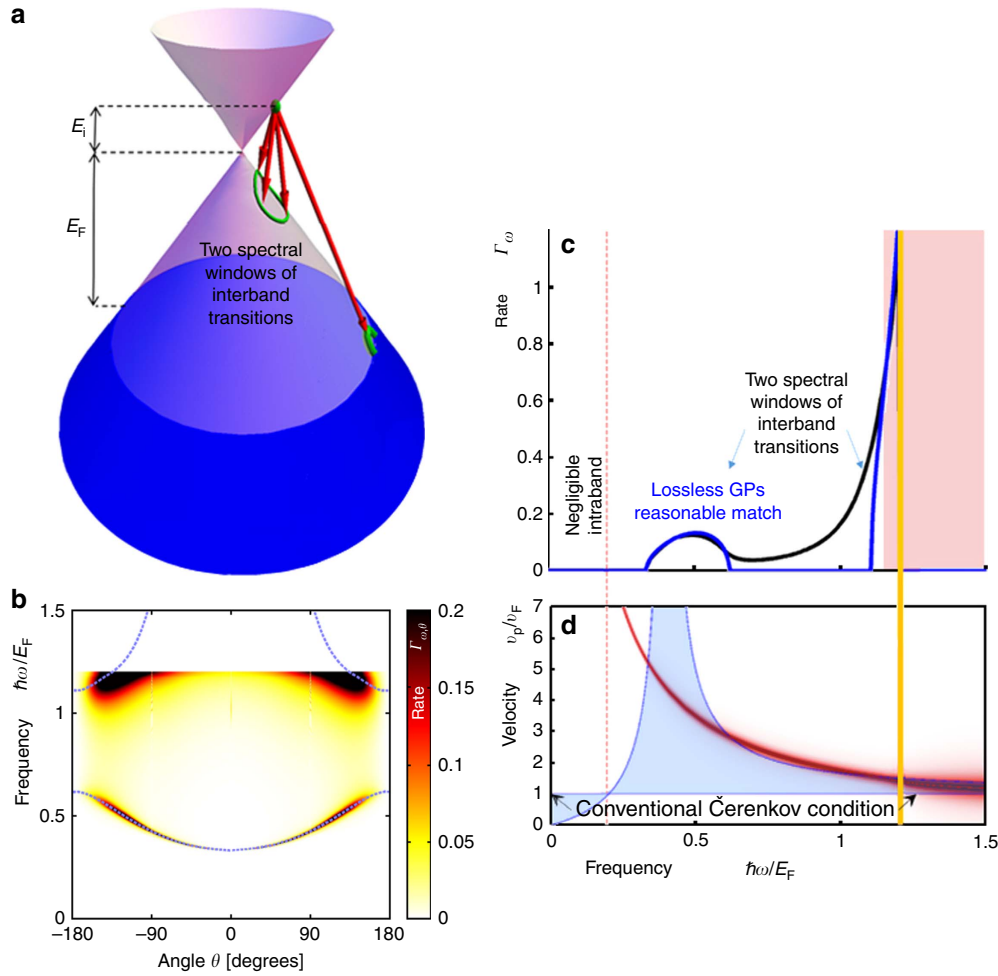 a
E_i
E_F
Two spectral
windows of
interband
transitions
b
Frequency ℏω/E_F
1.5
1
0.5
0
−180
−90
0
90
180
Angle θ [degrees]
Rate Γ_ω,θ
0.2
0.15
0.1
0.05
0
c
Rate Γ_ω
1
0.8
0.6
0.4
0.2
0
Negligible
intraband
Two spectral
windows of
interband
transitions
Lossless GPs
reasonable match
d
Velocity υ_p/υ_F
7
6
5
4
3
2
1
0
Conventional Čerenkov condition
0
0.5
1
1.5
Frequency ℏω/E_F